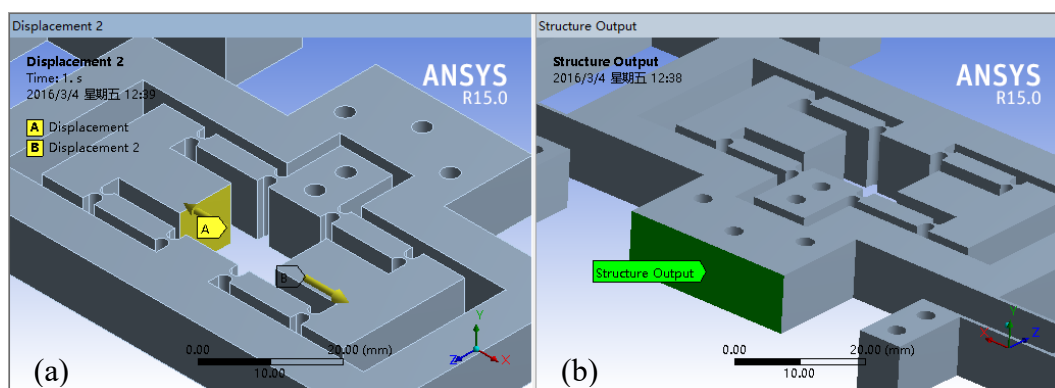 Displacement 2
Displacement 2
Time: 1. s
2016/3/4 星期五 12:39
A Displacement
B Displacement 2
ANSYS
R15.0
A
B
Y
Z
X
0.00
20.00 (mm)
10.00
(a)
Structure Output
Structure Output
2016/3/4 星期五 12:38
ANSYS
R15.0
Structure Output
Y
X
Z
0.00
20.00 (mm)
10.00
(b)